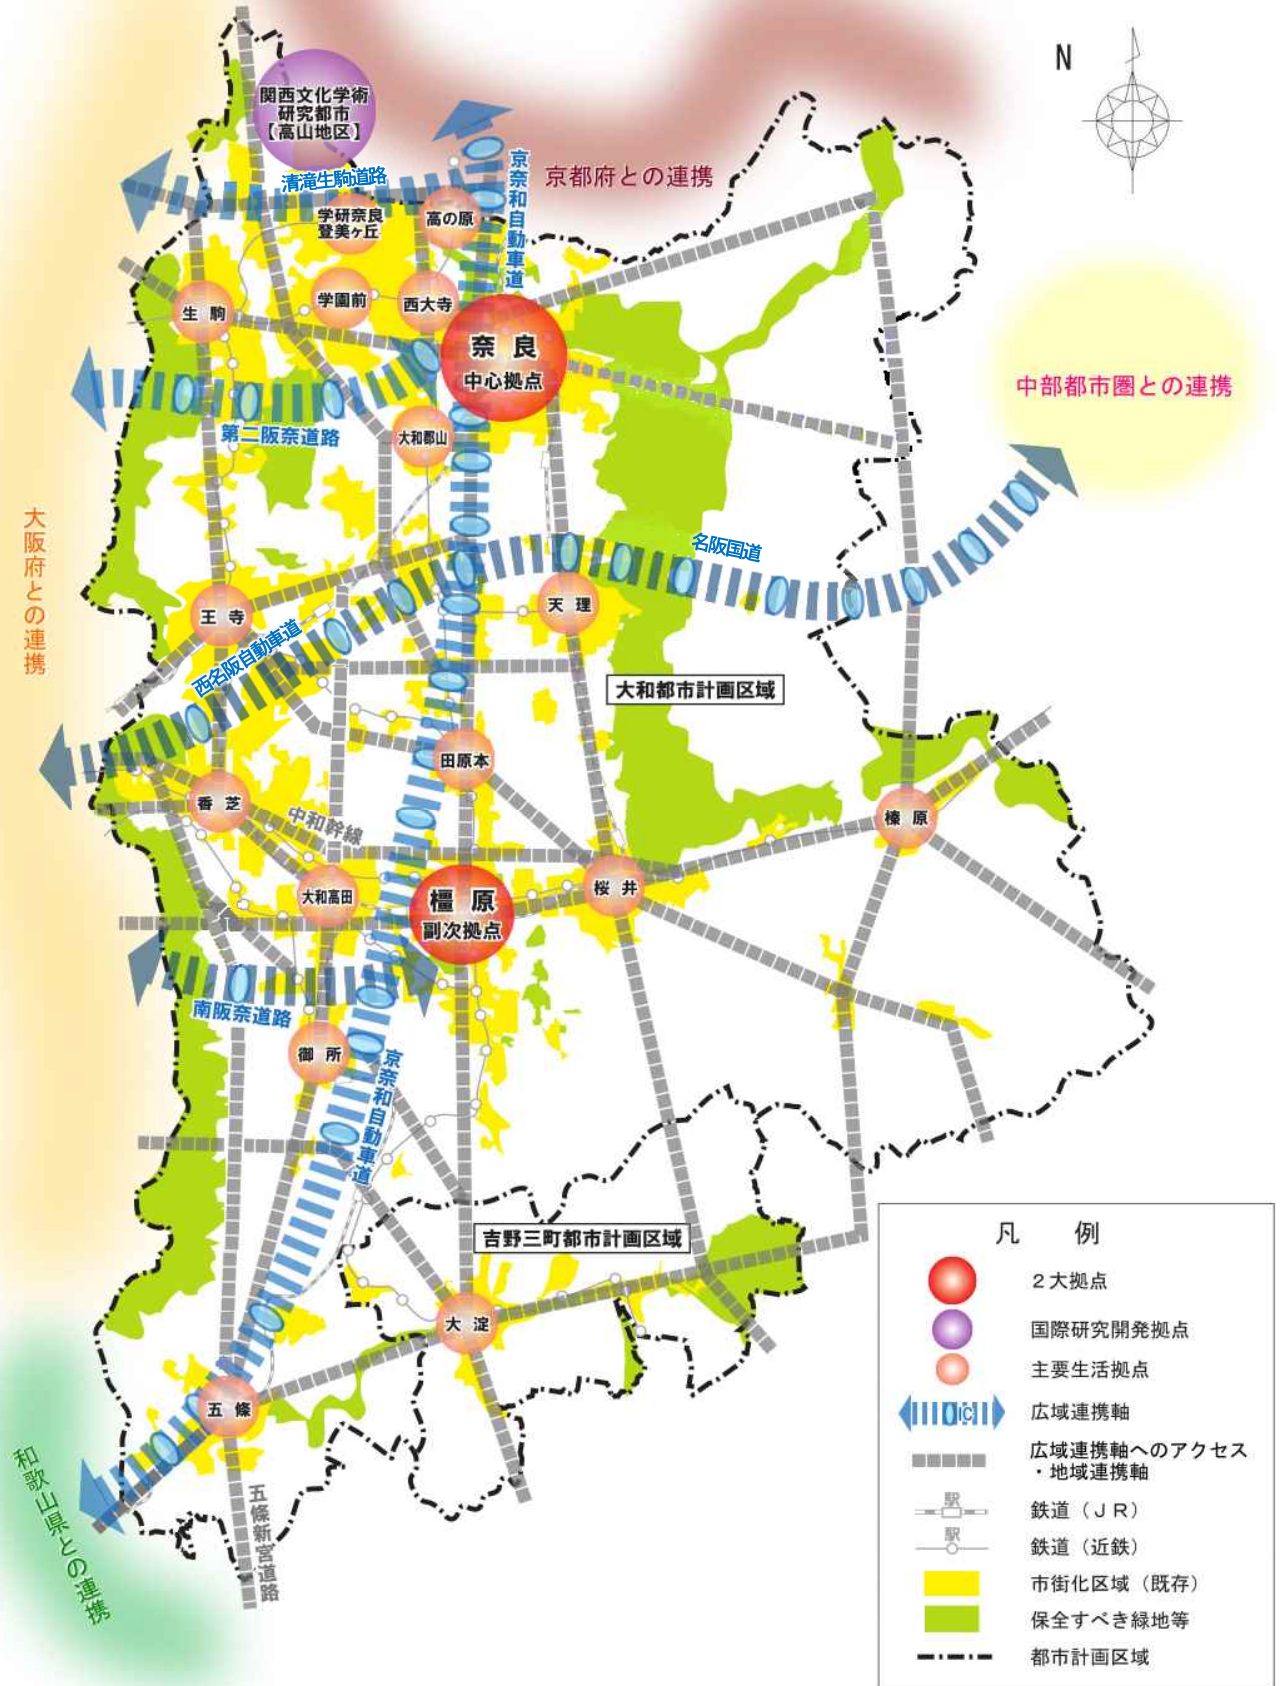 N
関西文化学術
研究都市
【高山地区】
清滝生駒道路
京奈和自動車道
京都府との連携
学研奈良
登美ヶ丘
高の原
生駒
学園前
西大寺
奈良
中心拠点
中部都市圏との連携
第二阪奈道路
大和郡山
大阪府との連携
名阪国道
王寺
天理
西名阪自動車道
大和都市計画区域
田原本
香芝
中和幹線
榛原
大和高田
橿原
副次拠点
桜井
南阪奈道路
御所
京奈和自動車道
吉野三町都市計画区域
大淀
五條
和歌山県との連携
五條新宮道路
凡例
2大拠点
国際研究開発拠点
主要生活拠点
IC
広域連携軸
広域連携軸へのアクセス
・地域連携軸
駅
鉄道（JR）
駅
鉄道（近鉄）
市街化区域（既存）
保全すべき緑地等
都市計画区域